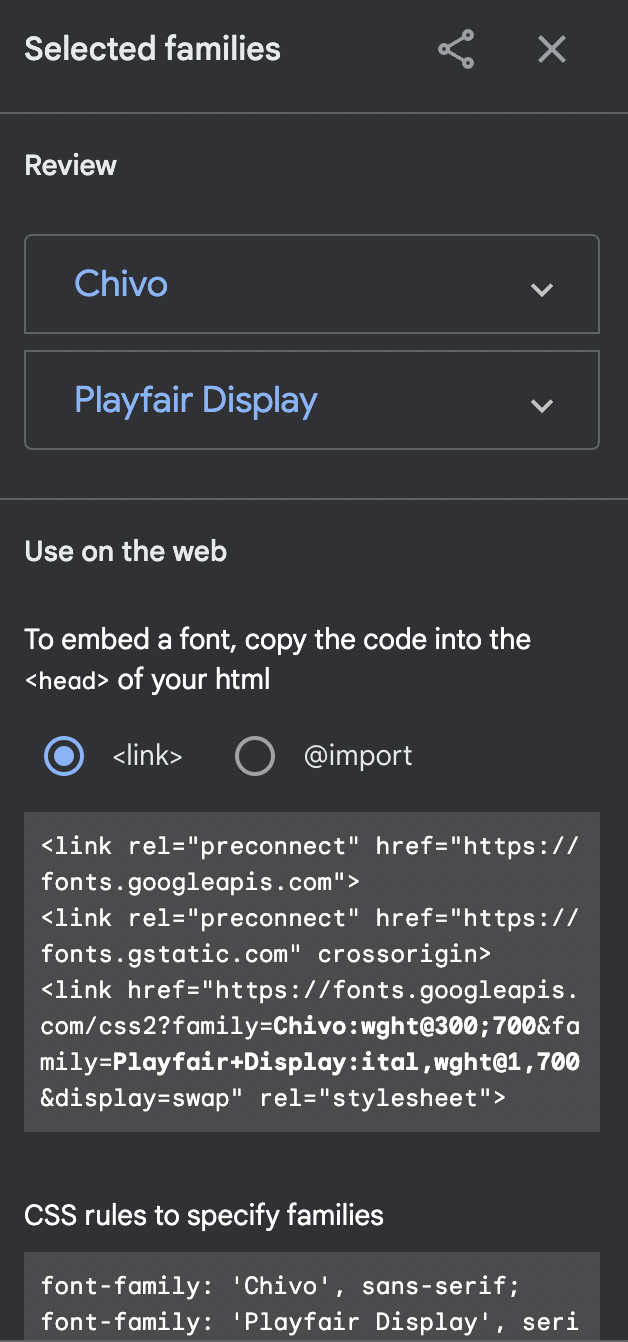 Selected families
Review
Chivo
Playfair Display
Use on the web
To embed a font, copy the code into the
<head> of your html
<link> @import
<link rel="preconnect" href="https://
fonts.googleapis.com">
<link rel="preconnect" href="https://
fonts.gstatic.com" crossorigin>
<link href="https://fonts.googleapis.
com/css2?family=Chivo:wght@300;700&fa
mily=Playfair+Display:ital,wght@1,700
&display=swap" rel="stylesheet">
CSS rules to specify families
font-family: 'Chivo', sans-serif;
font-family: 'Playfair Display', seri